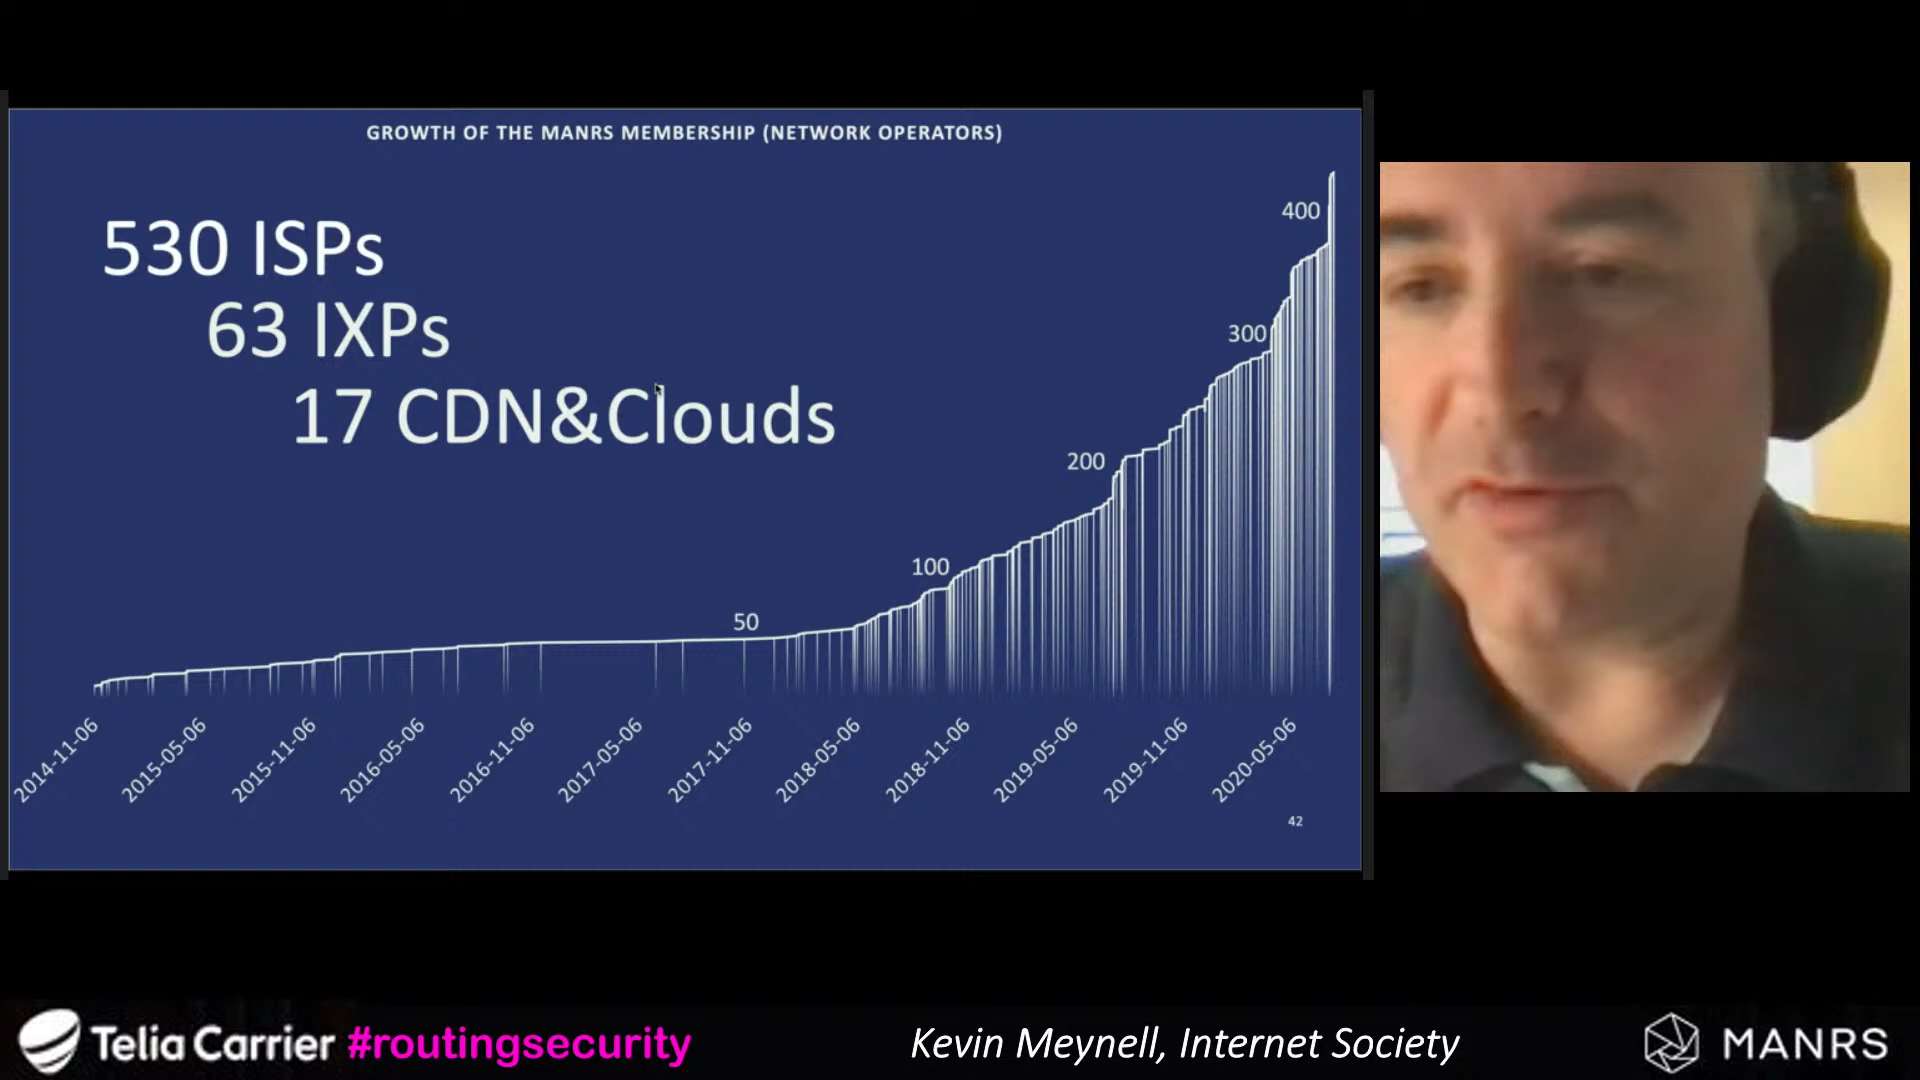 GROWTH OF THE MANRS MEMBERSHIP (NETWORK OPERATORS)
530 ISPs
63 IXPs
17 CDN&Clouds
400
300
200
100
50
2014-11-06
2015-05-06
2015-11-06
2016-05-06
2016-11-06
2017-05-06
2017-11-06
2018-05-06
2018-11-06
2019-05-06
2019-11-06
2020-05-06
42
Telia Carrier #routingsecurity
Kevin Meynell, Internet Society
MANRS